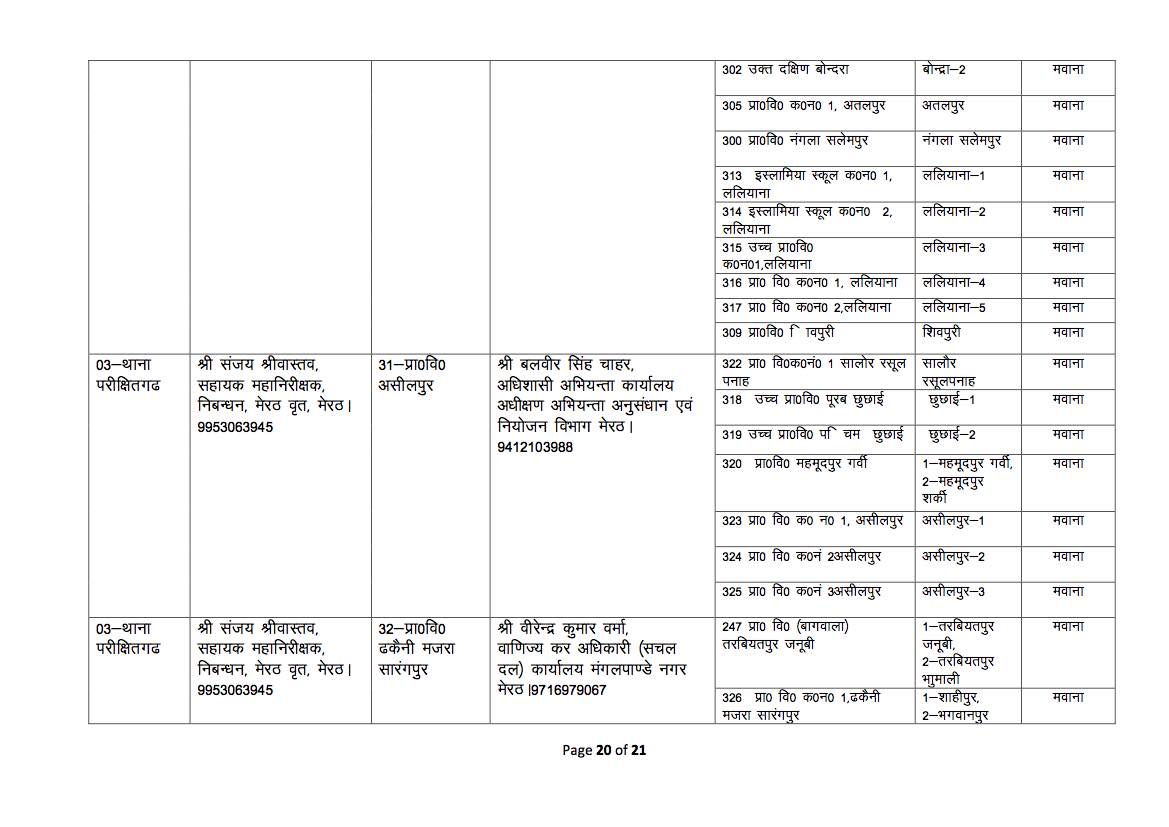 302 उक्त दक्षिण बोन्दरा बोन्द्रा–2 मवाना
305 प्रा0वि0 क0न0 1, अतलपुर अतलपुर मवाना
300 प्रा0वि0 नंगला सलेमपुर नंगला सलेमपुर मवाना
313 इस्लामिया स्कूल क0न0 1, ललियाना–1 मवाना
ललियाना
314 इस्लामिया स्कूल क0न0 2, ललियाना–2 मवाना
ललियाना
315 उच्च प्रा0वि0 ललियाना–3 मवाना
क0न01,ललियाना
316 प्रा0 वि0 क0न0 1, ललियाना ललियाना–4 मवाना
317 प्रा0 वि0 क0न0 2,ललियाना ललियाना–5 मवाना
309 प्रा0वि0 िावपुरी शिवपुरी मवाना
03–थाना
परीक्षितगढ
श्री संजय श्रीवास्तव,
सहायक महानिरीक्षक,
निबन्धन, मेरठ वृत, मेरठ।
9953063945
31–प्रा0वि0
असीलपुर
श्री बलवीर सिंह चाहर,
अधिशासी अभियन्ता कार्यालय
अधीक्षण अभियन्ता अनुसंधान एवं
नियोजन विभाग मेरठ।
9412103988
322 प्रा0 वि0क0नं0 1 सालोर रसूल
पनाह
सालौर
रसूलपनाह
मवाना
318 उच्च प्रा0वि0 पूरब छुछाई छुछाई–1 मवाना
319 उच्च प्रा0वि0 पिचम छुछाई छुछाई–2 मवाना
320 प्रा0वि0 महमूदपुर गर्वी
1–महमूदपुर गर्वी,
2–महमूदपुर
शर्की
मवाना
323 प्रा0 वि0 क0 न0 1, असीलपुर असीलपुर–1 मवाना
324 प्रा0 वि0 क0नं 2असीलपुर असीलपुर–2 मवाना
325 प्रा0 वि0 क0नं 3असीलपुर असीलपुर–3 मवाना
03–थाना
परीक्षितगढ
श्री संजय श्रीवास्तव,
सहायक महानिरीक्षक,
निबन्धन, मेरठ वृत, मेरठ।
9953063945
32–प्रा0वि0
ढकैनी मजरा
सारंगपुर
श्री वीरेन्द्र कुमार वर्मा,
वाणिज्य कर अधिकारी (सचल
दल) कार्यालय मंगलपाण्डे नगर
मेरठ।9716979067
247 प्रा0 वि0 (बागवाला)
तरबियतपुर जनूबी
1–तरबियतपुर
जनूबी,
2–तरबियतपुर
भाुमाली
मवाना
326 प्रा0 वि0 क0न0 1,ढकैनी
मजरा सारंगपुर
1–शाहीपुर,
2–भगवानपुर
मवाना
Page 20 of 21